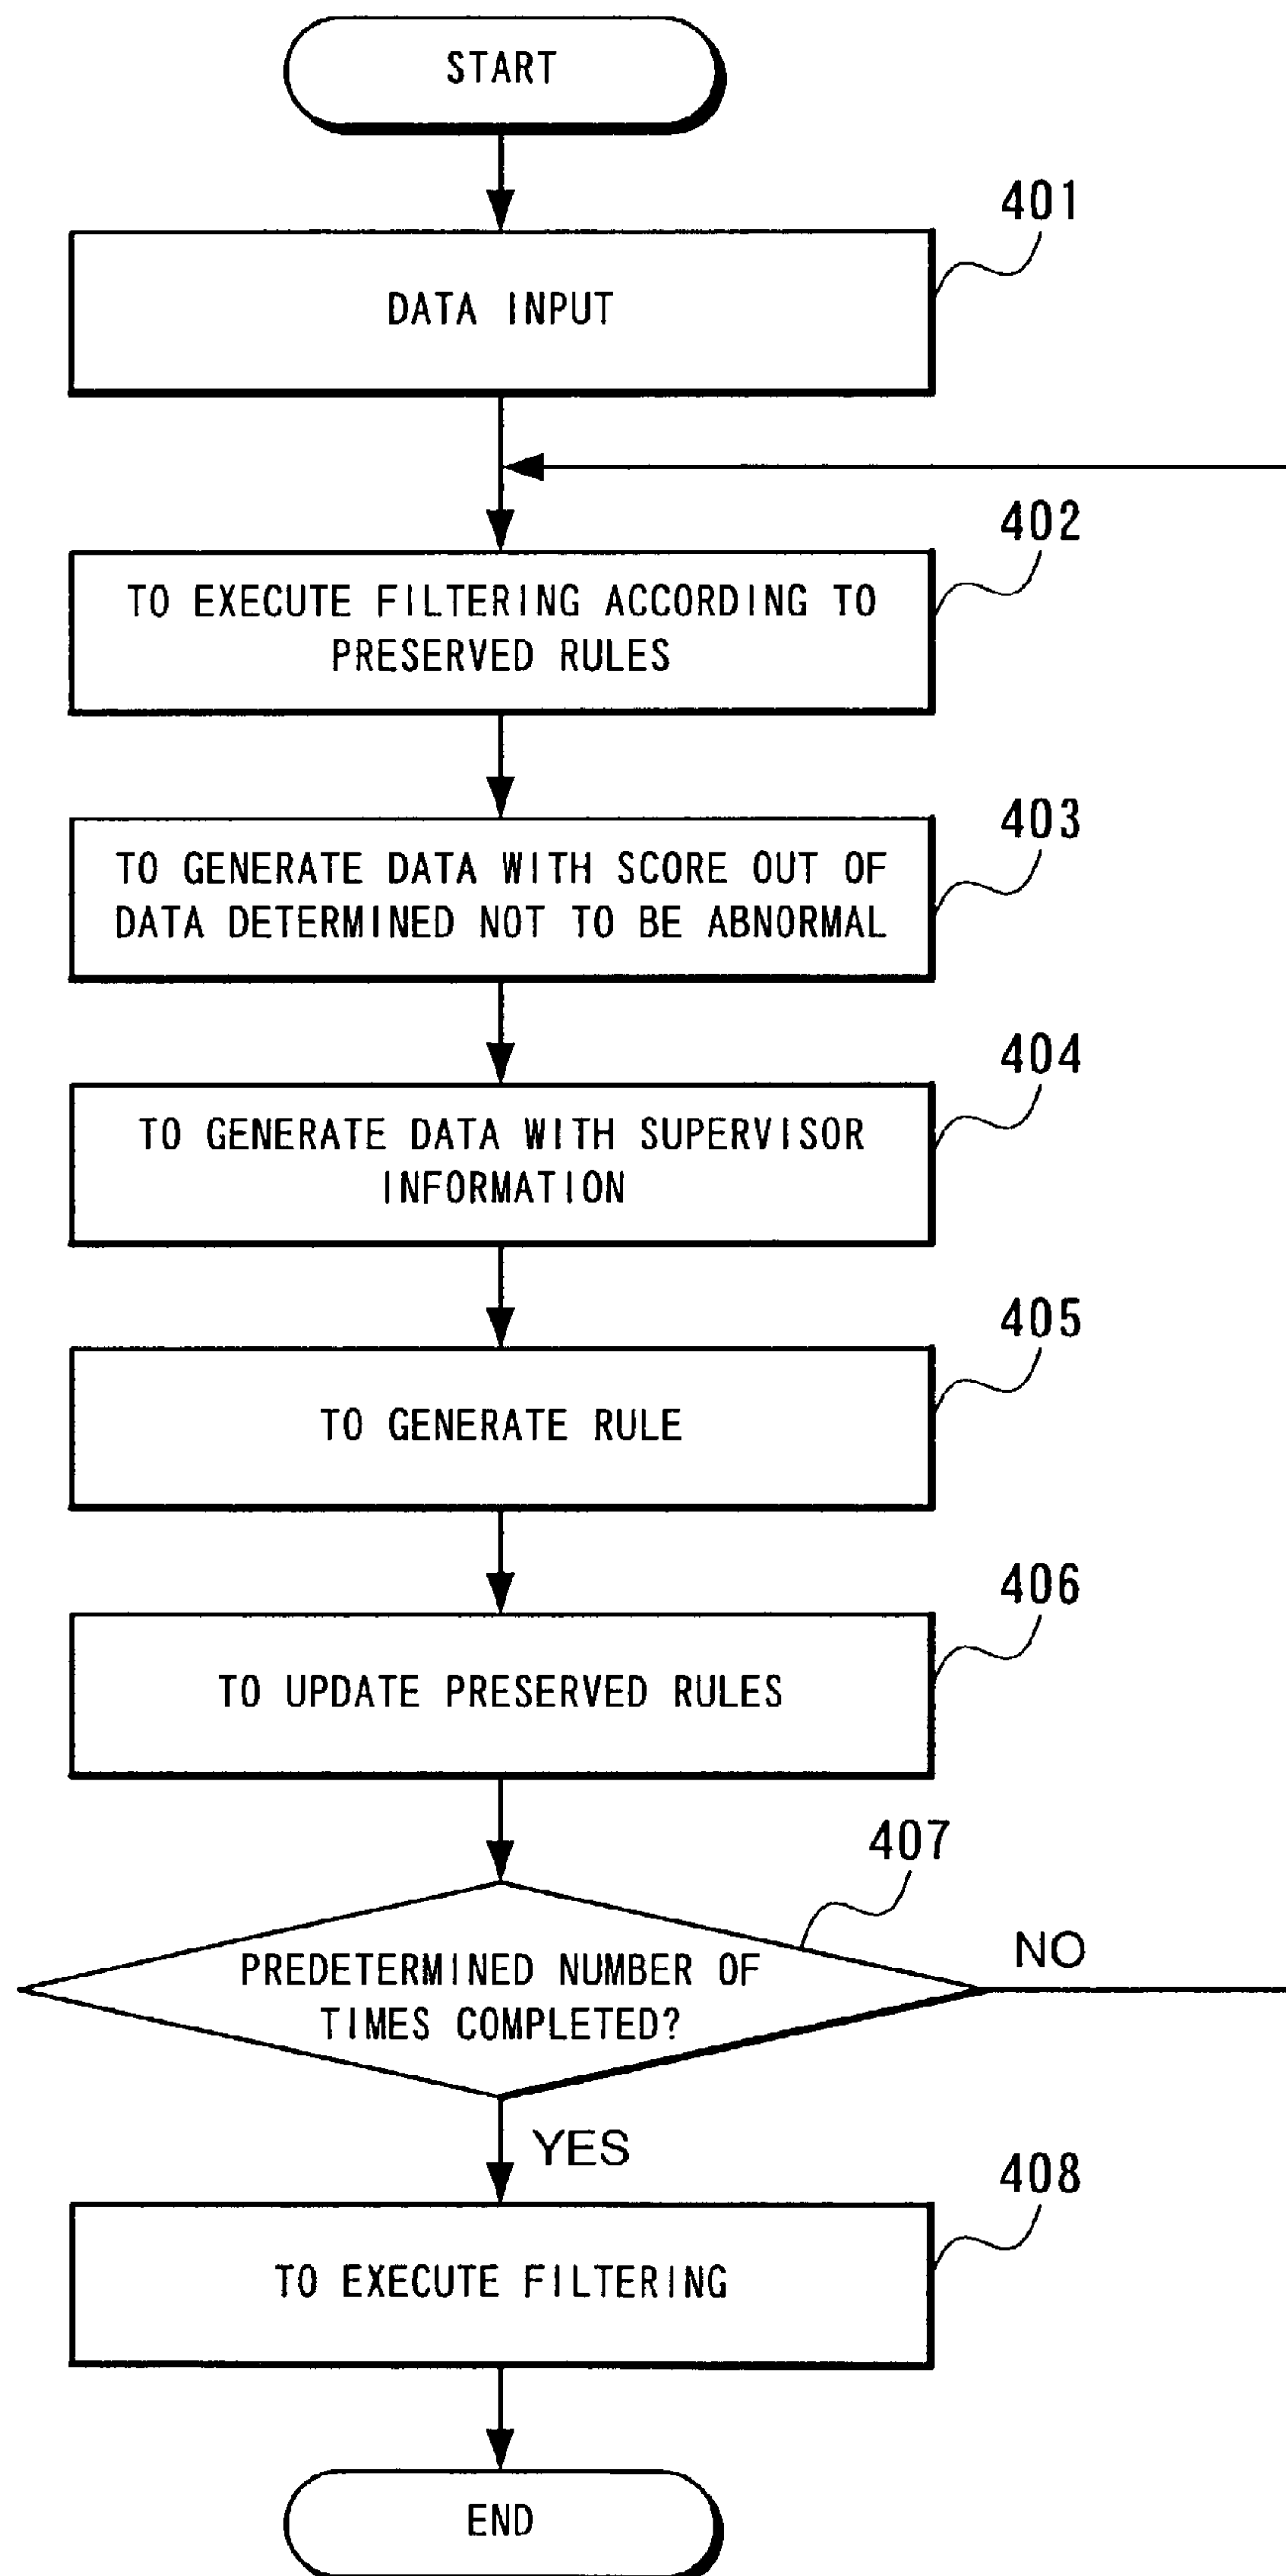 START
401
DATA INPUT
402
TO EXECUTE FILTERING ACCORDING TO
PRESERVED RULES
403
TO GENERATE DATA WITH SCORE OUT OF
DATA DETERMINED NOT TO BE ABNORMAL
404
TO GENERATE DATA WITH SUPERVISOR
INFORMATION
405
TO GENERATE RULE
406
TO UPDATE PRESERVED RULES
407
PREDETERMINED NUMBER OF
TIMES COMPLETED?
NO
YES
408
TO EXECUTE FILTERING
END